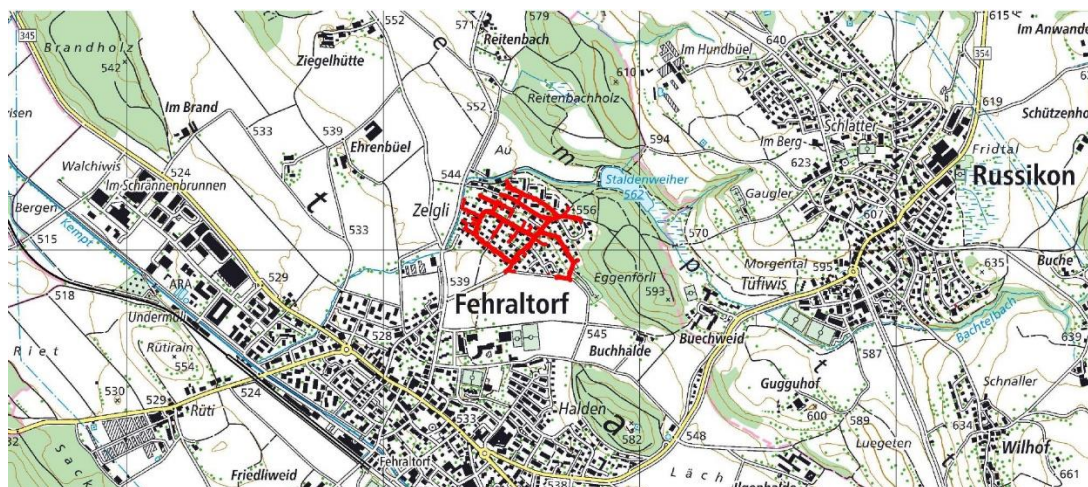 552
571
579
615
Im Anwande
345
Brandholz
542
Ziegelhütte
Reitenbach
Im Hundbüel
640
354
610
Reitenbachholz
619
Im Brand
533
539
552
Schützenho
Ehrenbüel
594
Schlatter
Walchiwis
524
Au
Im Berg
Fridtal
Im Schrännenbrunnen
544
Staldenweiher
562
623
Russikon
Bergen
Kempt
Zelgli
556
Gaugler
607
515
533
570
Morgental
595
635
Buche
518
ARA
529
539
Eggenförli
593
Tüfiwis
Undermüli
Fehraltorf
Bachtelbach
Riet
Rütirain
554
528
545
Buchhalde
Buechweid
587
639
530
529
524
Gugguhof
Schnaller
Rüti
533
Halden
600
589
634
582
548
Luegeten
Wilhof
Friedliweid
Fehraltorf
538
Läch
661